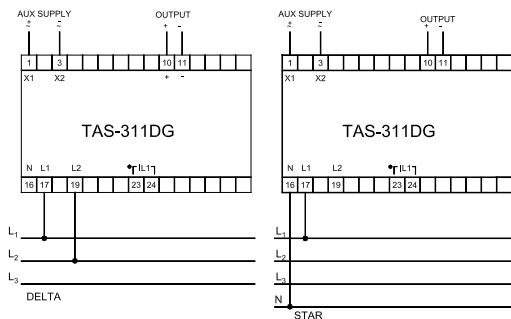 AUX SUPPLY OUTPUT
+ - + -
~ ~
1 3 10 11
X1 X2 + -
TAS-311DG
N L1 L2 IL1
16 17 19 23 24
L1
L2
L3
DELTA
AUX SUPPLY OUTPUT
+ - + -
~ ~
1 3 10 11
X1 X2
TAS-311DG
N L1 L2 IL1
16 17 19 23 24
L1
L2
L3
N
STAR